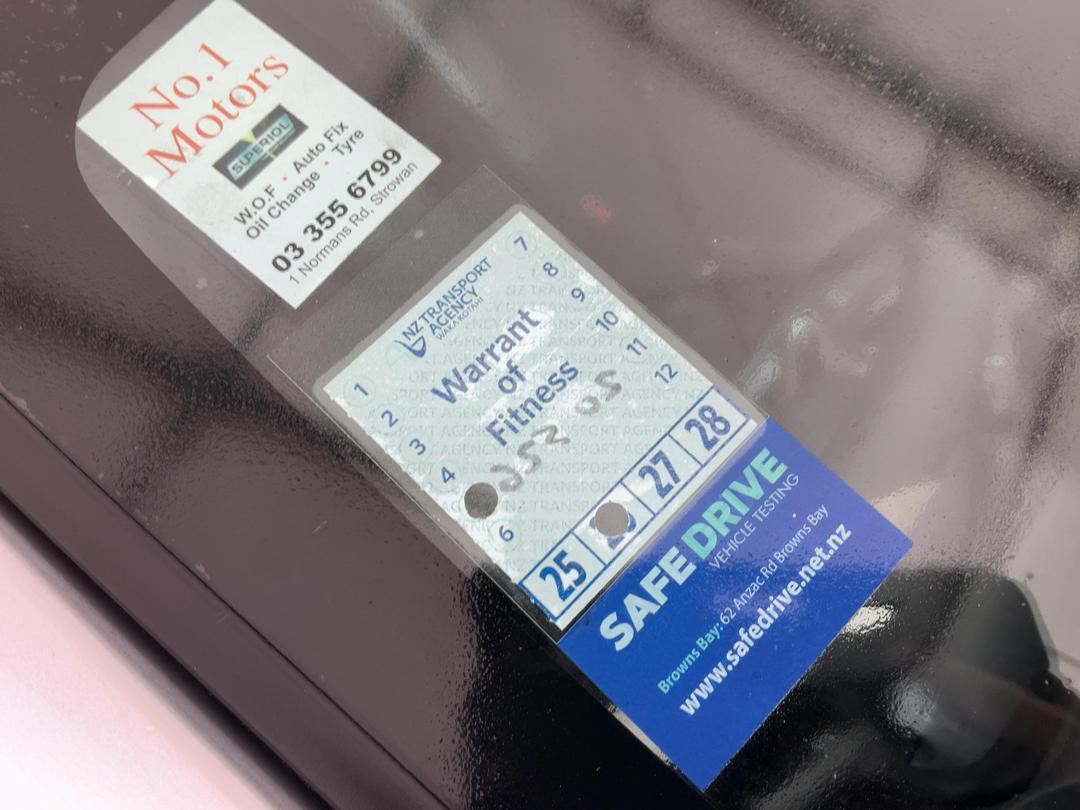 No.1
Motors
SUPERIOL
W.O.F • Auto Fix
Oil Change • Tyre
03 355 6799
1 Normans Rd, Strowan
NZ TRANSPORT
AGENCY
WAKA KOTAHI
Warrant
of
Fitness
1
2
3
4
6
7
8
9
10
11
12
25 27 28
SAFE DRIVE
VEHICLE TESTING
Browns Bay: 62 Anzac Rd Browns Bay
www.safedrive.net.nz